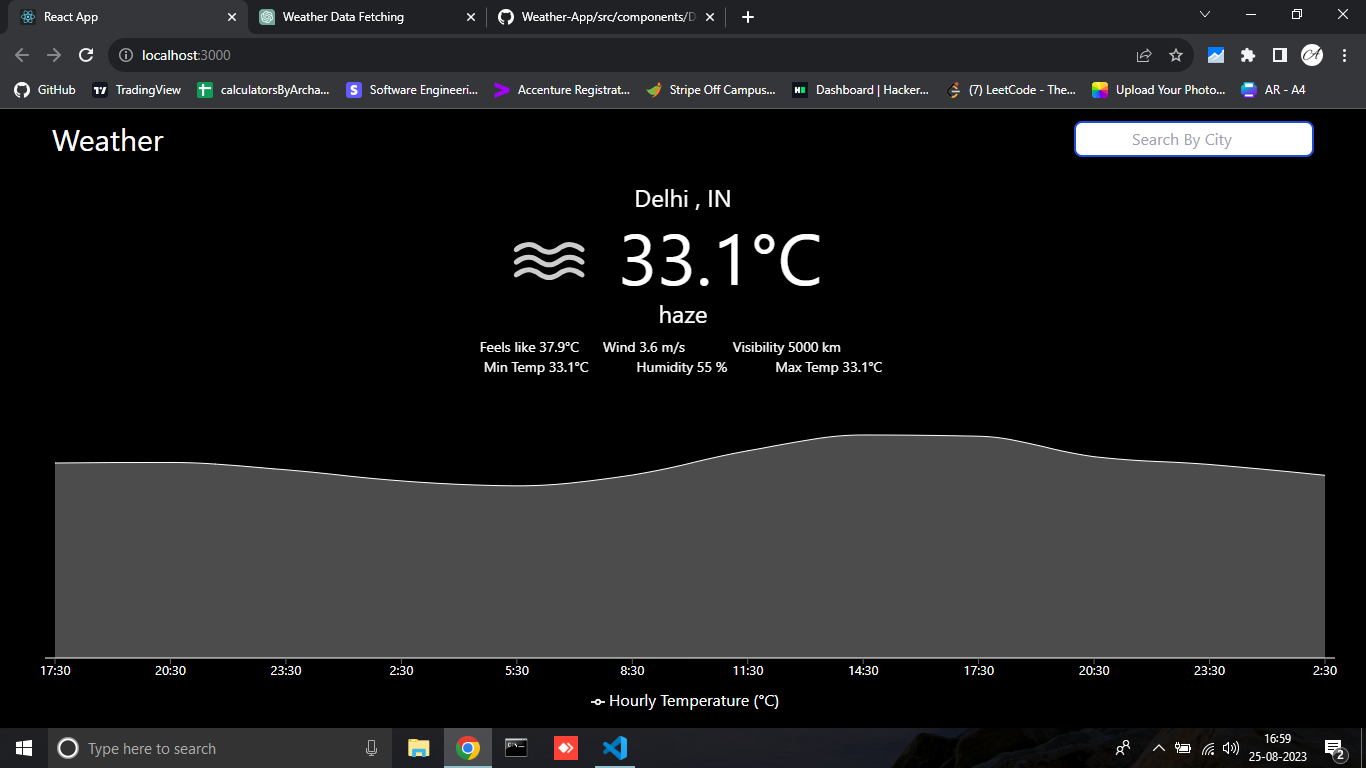 React App
Weather Data Fetching
Weather-App/src/components/D
localhost:3000
GitHub
TradingView
calculatorsByArcha...
Software Engineeri...
Accenture Registrat...
Stripe Off Campus...
Dashboard | Hacker...
(7) LeetCode - The...
Upload Your Photo...
AR - A4
Weather
Search By City
Delhi , IN
33.1°C
haze
Feels like 37.9°C Wind 3.6 m/s Visibility 5000 km
Min Temp 33.1°C Humidity 55 % Max Temp 33.1°C
17:30 20:30 23:30 2:30 5:30 8:30 11:30 14:30 17:30 20:30 23:30 2:30
Hourly Temperature (°C)
Type here to search
16:59
25-08-2023
2